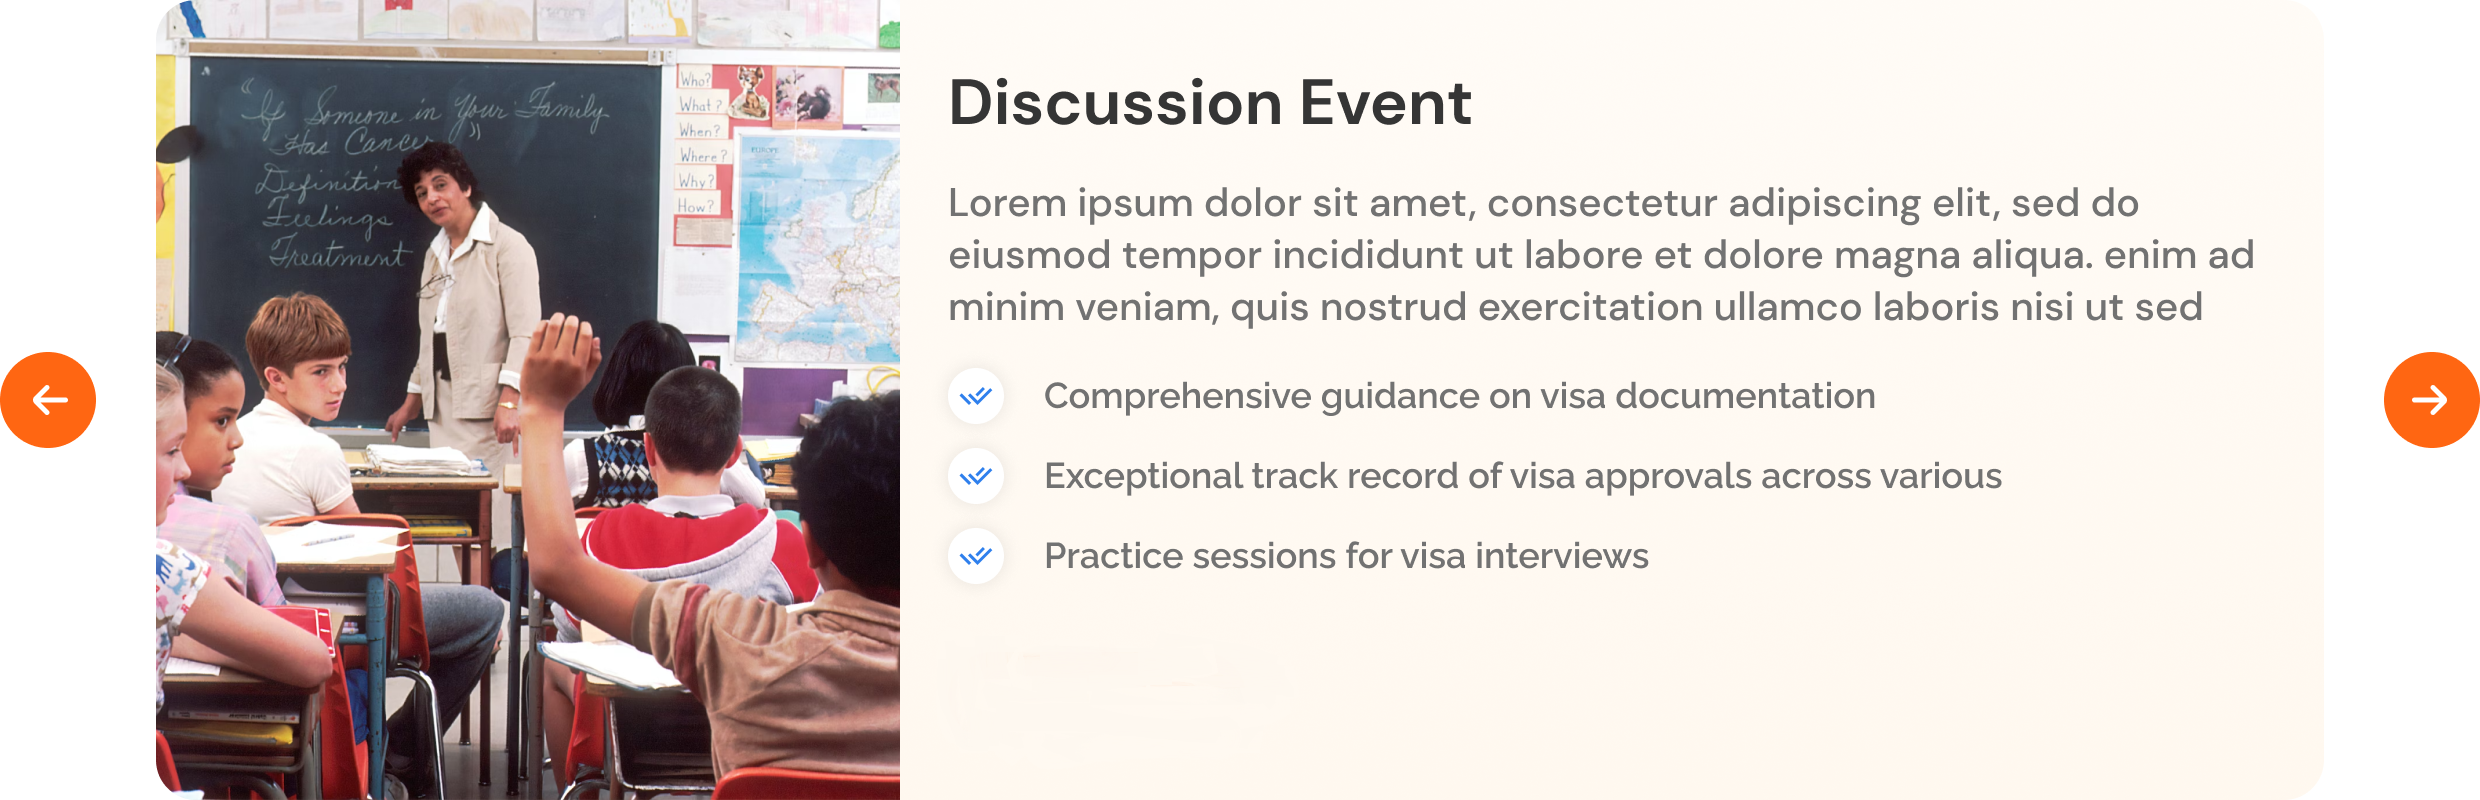 "If Someone in Your Family
Has Cancer"
Definition
Feelings
Treatment
Who?
What?
When?
Where?
Why?
How?
EUROPE
Discussion Event
Lorem ipsum dolor sit amet, consectetur adipiscing elit, sed do
eiusmod tempor incididunt ut labore et dolore magna aliqua. enim ad
minim veniam, quis nostrud exercitation ullamco laboris nisi ut sed
Comprehensive guidance on visa documentation
Exceptional track record of visa approvals across various
Practice sessions for visa interviews